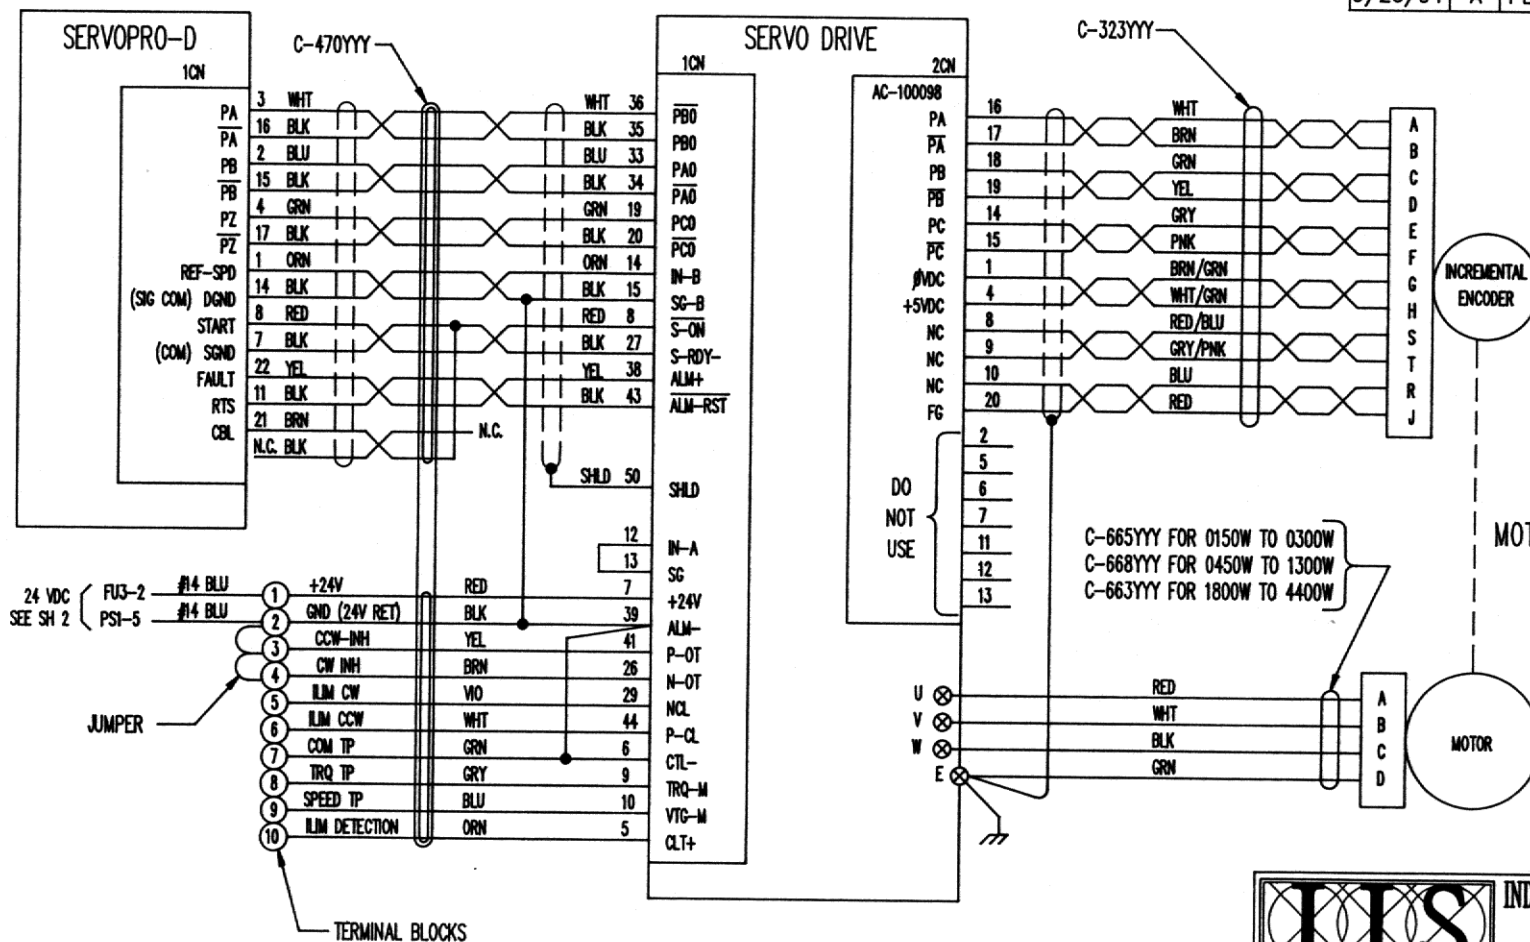 SERVOPRO-D
1CN
C-470YYY
SERVO DRIVE
1CN
2CN
AC-100098
C-323YYY
PA 3 WHT WHT 36 PB0
PA 16 BLK BLK 35 PB0
PB 2 BLU BLU 33 PA0
PB 15 BLK BLK 34 PA0
PZ 4 GRN GRN 19 PC0
PZ 17 BLK BLK 20 PC0
REF-SPD 1 ORN ORN 14 IN-B
(SIG COM) DGND 14 BLK BLK 15 SG-B
START 8 RED RED 8 S-ON
(COM) SGND 7 BLK BLK 27 S-RDY-
FAULT 22 YEL YEL 38 ALM+
RTS 11 BLK BLK 43 ALM-RST
CBL 21 BRN N.C.
N.C. BLK
SHLD 50 SHLD
12 IN-A
13 SG
PA 16 WHT A
PA 17 BRN B
PB 18 GRN C
PB 19 YEL D
PC 14 GRY E
PC 15 PNK F
ØVDC 1 BRN/GRN G
+5VDC 4 WHT/GRN H
NC 8 RED/BLU S
NC 9 GRY/PNK T
NC 10 BLU R
FG 20 RED J
INCREMENTAL
ENCODER
DO
NOT
USE
2
5
6
7
11
12
13
C-665YYY FOR 0150W TO 0300W
C-668YYY FOR 0450W TO 1300W
C-663YYY FOR 1800W TO 4400W
24 VDC
SEE SH 2
FU3-2 #14 BLU
PS1-5 #14 BLU
1 +24V RED 7 +24V
2 GND (24V RET) BLK 39 ALM-
3 CCW-INH YEL 41 P-OT
4 CW INH BRN 26 N-OT
5 ILIM CW VIO 29 NCL
6 ILIM CCW WHT 44 P-CL
7 COM TP GRN 6 CTL-
8 TRQ TP GRY 9 TRQ-M
9 SPEED TP BLU 10 VTG-M
10 ILIM DETECTION ORN 5 CLT+
JUMPER
TERMINAL BLOCKS
U RED A
V WHT B
W BLK C
E GRN D
MOTOR
IIS